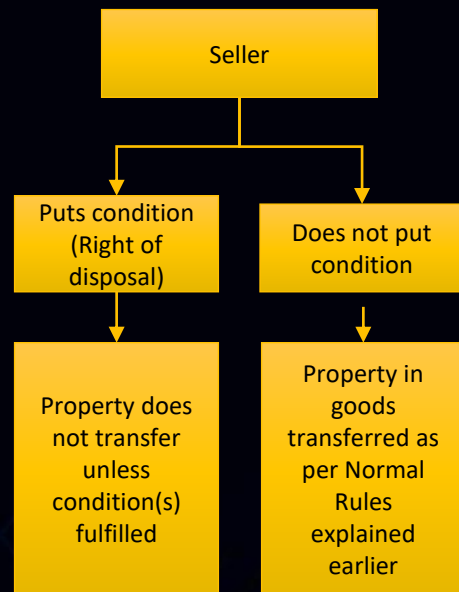 Seller
Puts condition
(Right of
disposal)
Does not put
condition
Property does
not transfer
unless
condition(s)
fulfilled
Property in
goods
transferred as
per Normal
Rules
explained
earlier